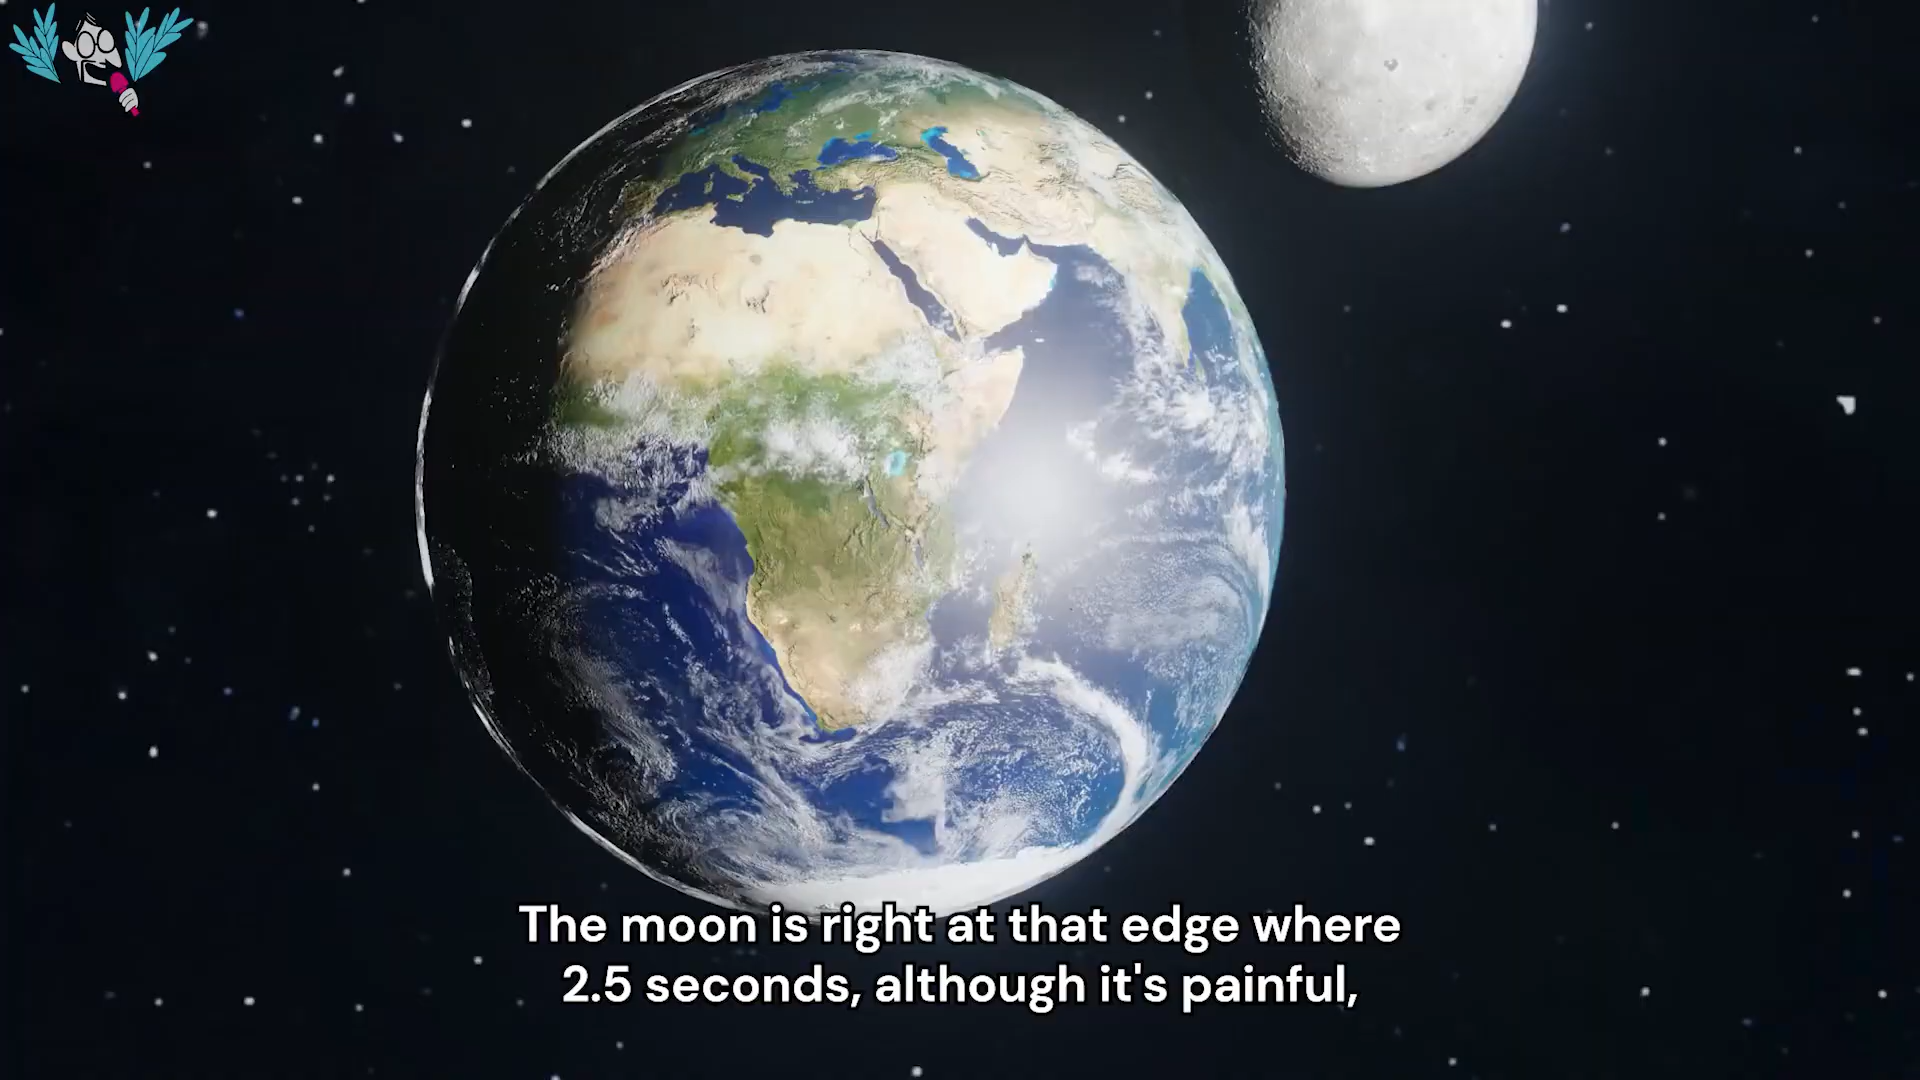 The moon is right at that edge where
2.5 seconds, although it's painful,